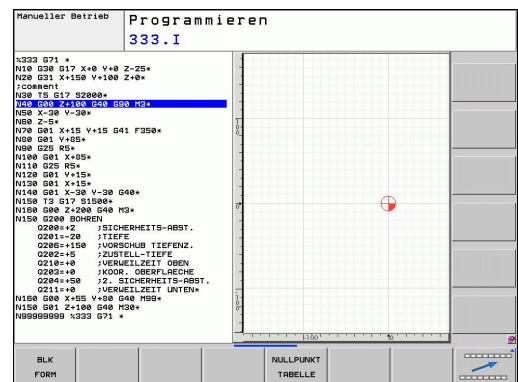 Manueller Betrieb
Programmieren
333.I
%333 G71 *
N10 G30 G17 X+0 Y+0 Z-25*
N20 G31 X+150 Y+100 Z+0*
;comment
N30 T5 G17 S2000*
N40 G00 Z+100 G40 G90 M3*
N50 X-30 Y-30*
N60 Z-5*
N70 G01 X+15 Y+15 G41 F350*
N80 G01 Y+85*
N90 G25 R5*
N100 G01 X+85*
N110 G25 R5*
N120 G01 Y+15*
N130 G01 X+15*
N140 G01 X-30 Y-30 G40*
N150 T3 G17 S1500*
N160 G00 Z+200 G40 M3*
N150 G200 BOHREN
Q200=+2 ;SICHERHEITS-ABST.
Q201=-20 ;TIEFE
Q206=+150 ;VORSCHUB TIEFENZ.
Q202=+5 ;ZUSTELL-TIEFE
Q210=+0 ;VERWEILZEIT OBEN
Q203=+0 ;KOOR. OBERFLAECHE
Q204=+50 ;2. SICHERHEITS-ABST.
Q211=+0 ;VERWEILZEIT UNTEN*
N160 G00 X+55 Y+80 G40 M99*
N150 G01 Z+100 G40 M30*
N99999999 %333 G71 *
-100
BLK FORM
NULLPUNKT TABELLE